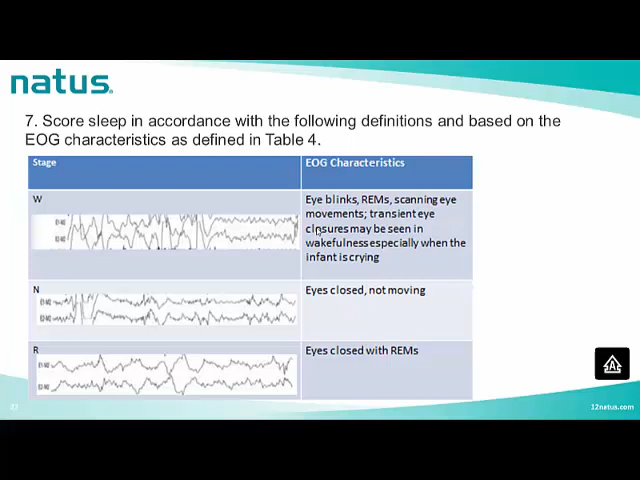 natus
7. Score sleep in accordance with the following definitions and based on the
EOG characteristics as defined in Table 4.
Stage
EOG Characteristics
W
Eye blinks, REMs, scanning eye
movements; transient eye
closures may be seen in
wakefulness especially when the
infant is crying
N
Eyes closed, not moving
R
Eyes closed with REMs
12natus.com